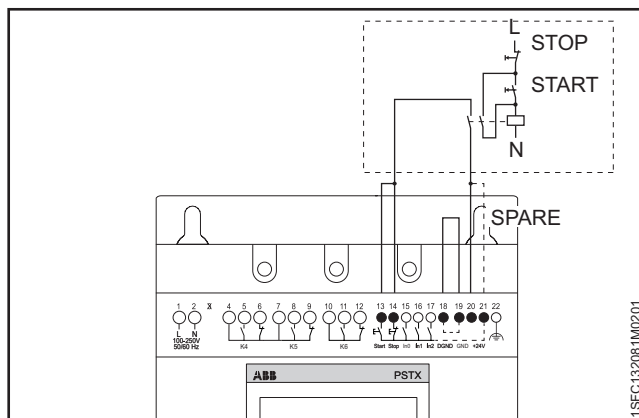 L
STOP
START
N
SPARE
1 2 4 5 6 7 8 9 10 11 12 13 14 15 16 17 18 19 20 21 22
L N
100-250V
50/60 Hz
K4 K5 K6 Start Stop In0 In1 In2 DGND GND +24V
ABB PSTX
1SFC132081M0201